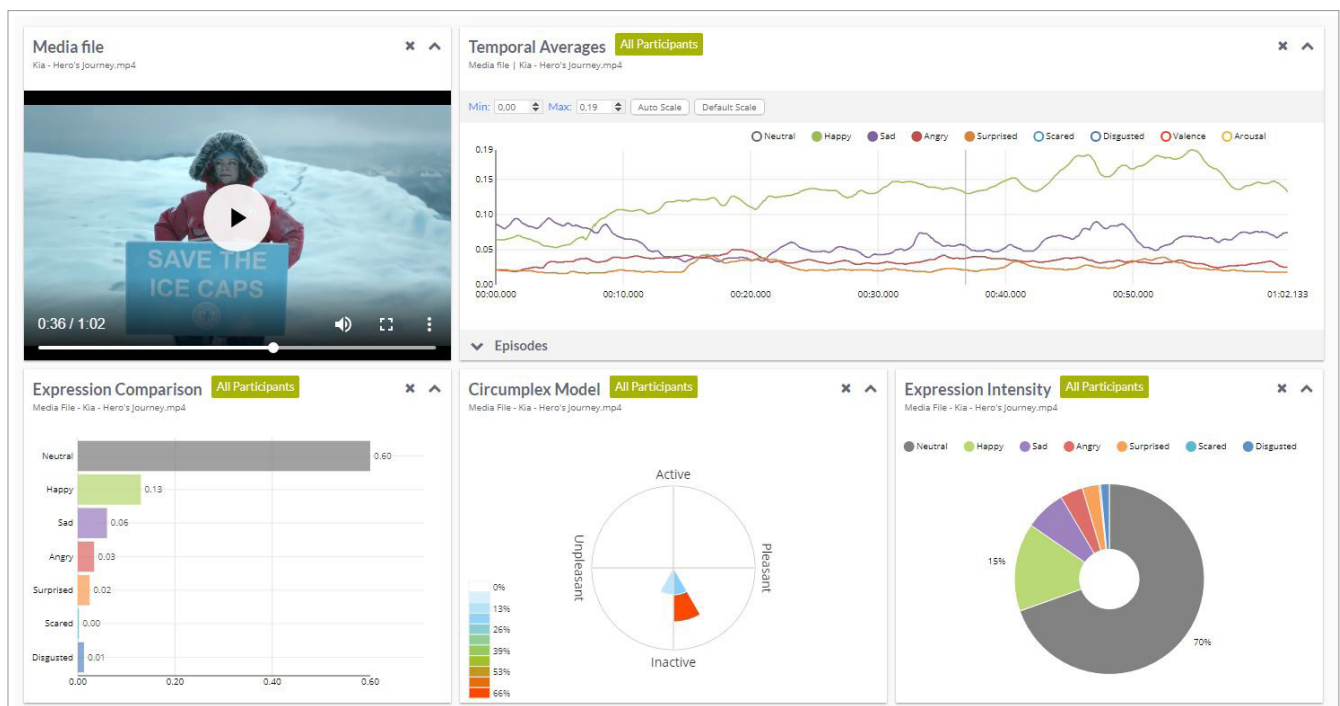 Media file
Kia - Hero's Journey.mp4
SAVE THE
ICE CAPS
0:36 / 1:02
Temporal Averages All Participants
Media file | Kia - Hero's Journey.mp4
Min: 0,00 Max: 0,19 Auto Scale Default Scale
Neutral Happy Sad Angry Surprised Scared Disgusted Valence Arousal
0.19
0.15
0.10
0.05
0.00
00:00.000 00:10.000 00:20.000 00:30.000 00:40.000 00:50.000 01:02.133
Episodes
Expression Comparison All Participants
Media File - Kia - Hero's Journey.mp4
Neutral 0.60
Happy 0.13
Sad 0.06
Angry 0.03
Surprised 0.02
Scared 0.00
Disgusted 0.01
0.00 0.20 0.40 0.60
Circumplex Model All Participants
Media File - Kia - Hero's Journey.mp4
Active
Unpleasant
Pleasant
Inactive
0%
13%
26%
39%
53%
66%
Expression Intensity All Participants
Media File - Kia - Hero's Journey.mp4
Neutral Happy Sad Angry Surprised Scared Disgusted
15%
70%